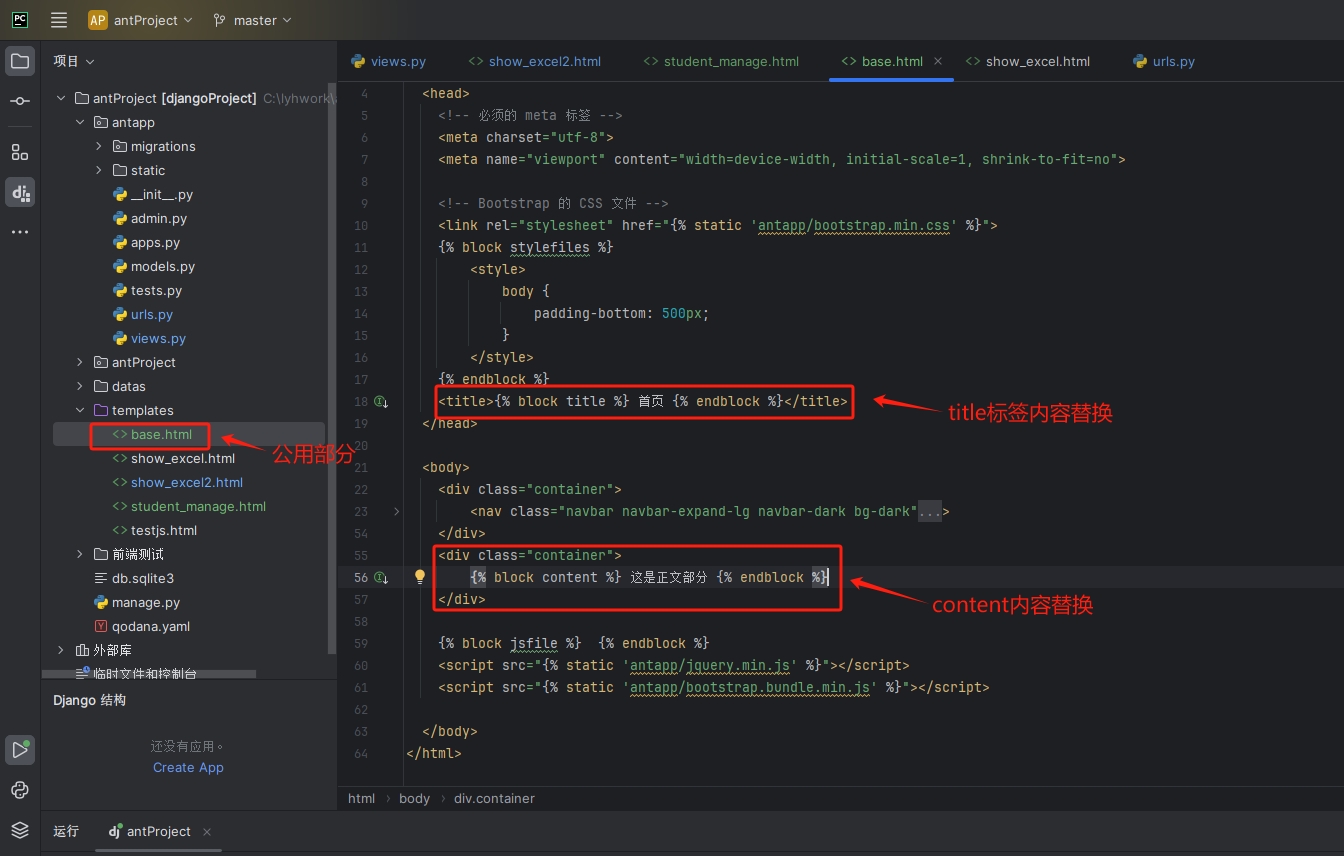 PC
AP antProject master
项目
antProject [djangoProject] C:\lyhwork\
antapp
migrations
static
__init__.py
admin.py
apps.py
models.py
tests.py
urls.py
views.py
antProject
datas
templates
base.html
公用部分
show_excel.html
show_excel2.html
student_manage.html
testjs.html
前端测试
db.sqlite3
manage.py
qodana.yaml
外部库
临时文件和控制台
Django 结构
还没有应用。
Create App
views.py <> show_excel2.html <> student_manage.html <> base.html × <> show_excel.html urls.py
4 <head>
5 <!-- 必须的 meta 标签 -->
6 <meta charset="utf-8">
7 <meta name="viewport" content="width=device-width, initial-scale=1, shrink-to-fit=no">
8
9 <!-- Bootstrap 的 CSS 文件 -->
10 <link rel="stylesheet" href="{% static 'antapp/bootstrap.min.css' %}">
11 {% block stylefiles %}
12 <style>
13 body {
14 padding-bottom: 500px;
15 }
16 </style>
17 {% endblock %}
18 <title>{% block title %} 首页 {% endblock %}</title>
title标签内容替换
19 </head>
20
21 <body>
22 <div class="container">
23 <nav class="navbar navbar-expand-lg navbar-dark bg-dark"...>
54 </div>
55 <div class="container">
56 {% block content %} 这是正文部分 {% endblock %}
57 </div>
content内容替换
58
59 {% block jsfile %} {% endblock %}
60 <script src="{% static 'antapp/jquery.min.js' %}"></script>
61 <script src="{% static 'antapp/bootstrap.bundle.min.js' %}"></script>
62
63 </body>
64 </html>
html › body › div.container
运行 dj antProject ×